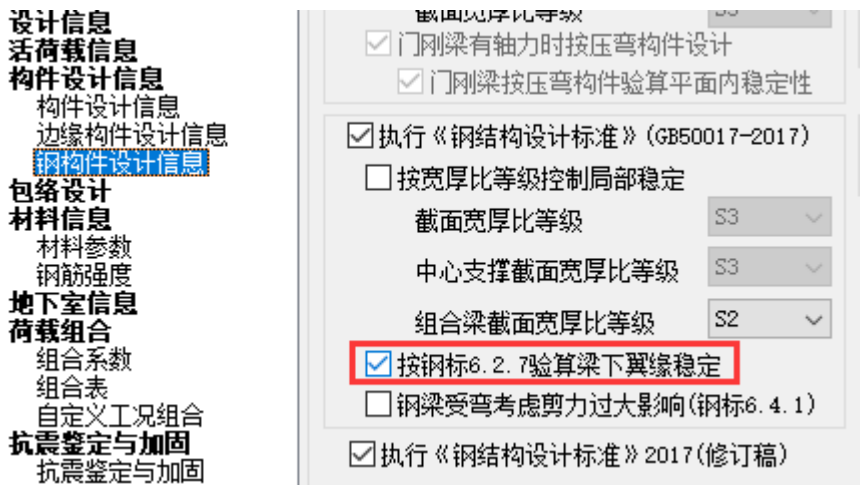 设计信息
活荷载信息
构件设计信息
构件设计信息
边缘构件设计信息
钢构件设计信息
包络设计
材料信息
材料参数
钢筋强度
地下室信息
荷载组合
组合系数
组合表
自定义工况组合
抗震鉴定与加固
抗震鉴定与加固
截面宽厚比等级 S3
门刚梁有轴力时按压弯构件设计
门刚梁按压弯构件验算平面内稳定性
执行《钢结构设计标准》(GB50017-2017)
按宽厚比等级控制局部稳定
截面宽厚比等级 S3
中心支撑截面宽厚比等级 S3
组合梁截面宽厚比等级 S2
按钢标6.2.7验算梁下翼缘稳定
钢梁受弯考虑剪力过大影响(钢标6.4.1)
执行《钢结构设计标准》2017(修订稿)